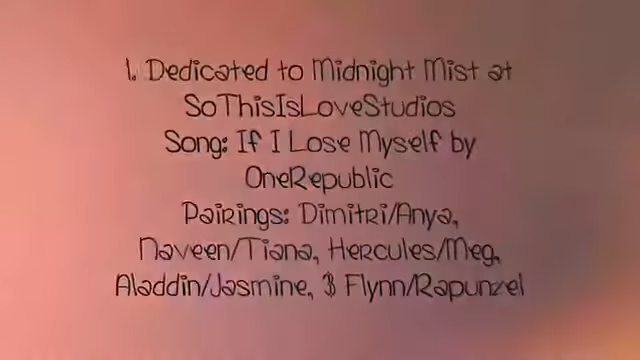 1. Dedicated to Midnight Mist at
SoThisIsLoveStudios
Song: If I Lose Myself by
OneRepublic
Pairings: Dimitri/Anya,
Naveen/Tiana, Hercules/Meg,
Aladdin/Jasmine, & Flynn/Rapunzel